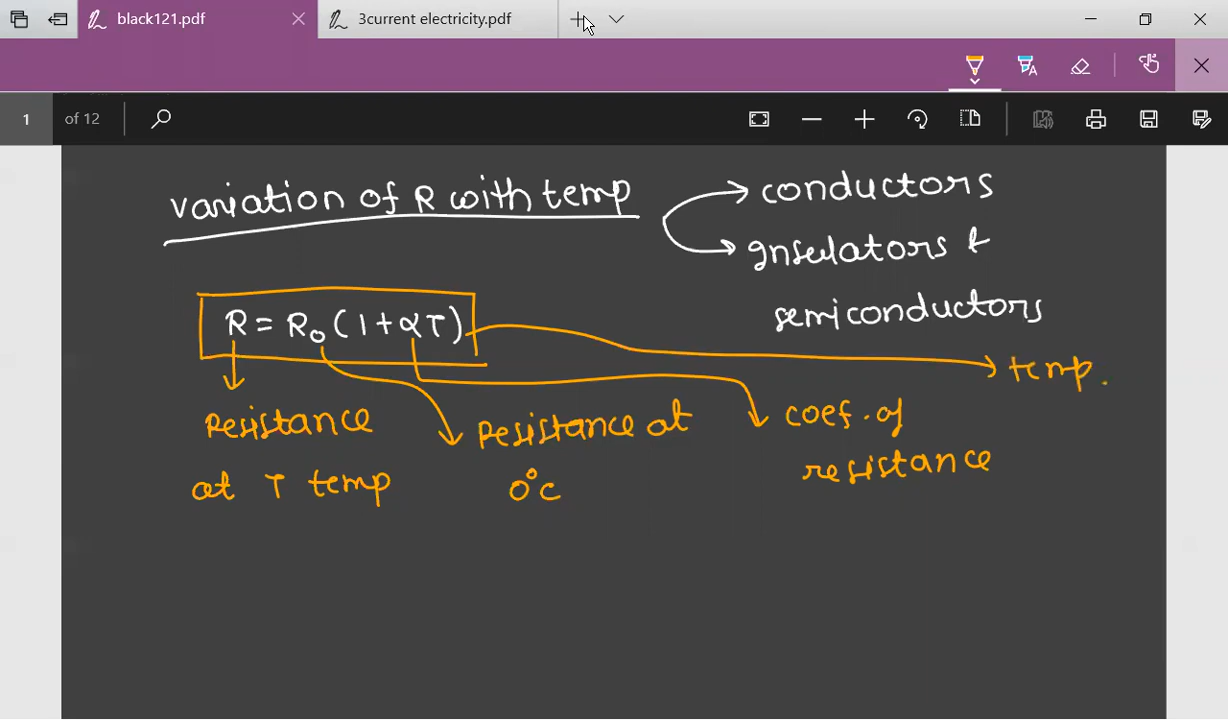 black121.pdf
3current electricity.pdf
1 of 12
variation of R with temp
conductors
Insulators &
semiconductors
R = R₀ (1 + αT)
temp.
Resistance
at T temp
Resistance at
0°c
coef. of
resistance